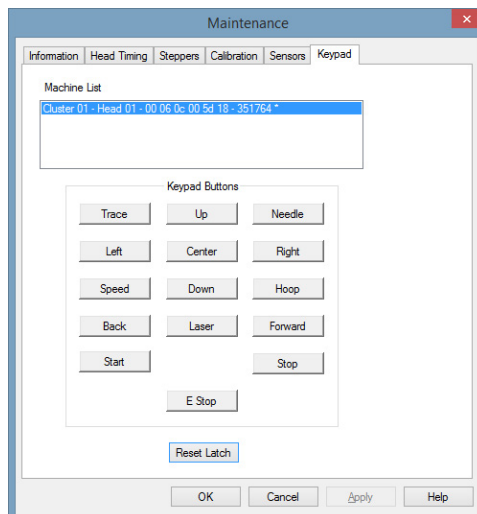 Maintenance
Information Head Timing Steppers Calibration Sensors Keypad
Machine List
Cluster 01 - Head 01 - 00 06 0c 00 5d 18 - 351764 *
Keypad Buttons
Trace Up Needle
Left Center Right
Speed Down Hoop
Back Laser Forward
Start Stop
E Stop
Reset Latch
OK Cancel Apply Help